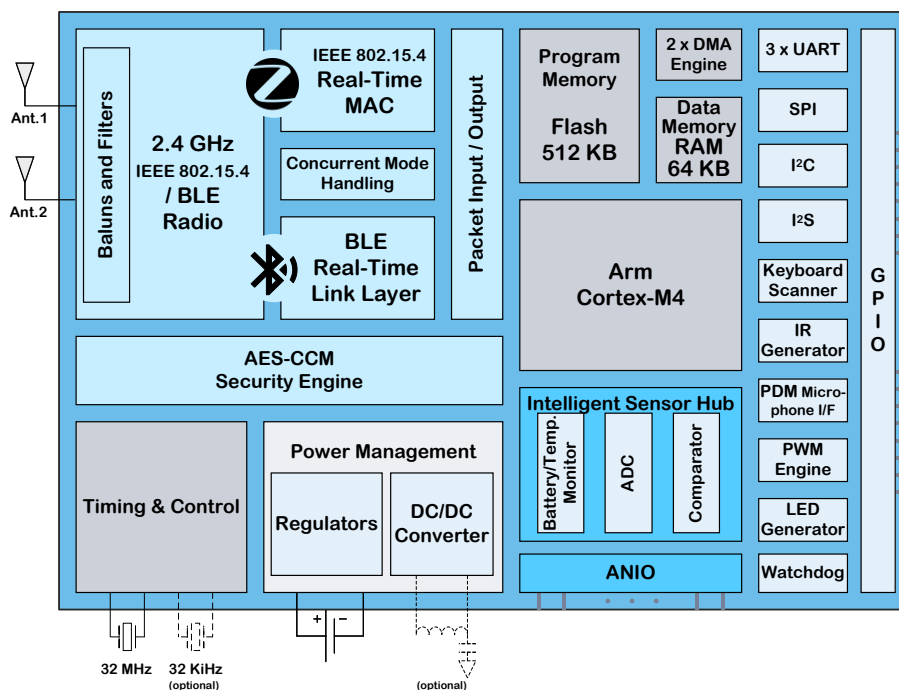 Ant.1
Ant.2
Baluns and Filters
2.4 GHz
IEEE 802.15.4
/ BLE
Radio
IEEE 802.15.4
Real-Time
MAC
Concurrent Mode
Handling
BLE
Real-Time
Link Layer
Packet Input / Output
AES-CCM
Security Engine
Timing & Control
Power Management
Regulators
DC/DC
Converter
Program
Memory
Flash
512 KB
2 x DMA
Engine
Data
Memory
RAM
64 KB
Arm
Cortex-M4
Intelligent Sensor Hub
Battery/Temp.
Monitor
ADC
Comparator
ANIO
3 x UART
SPI
I²C
I²S
Keyboard
Scanner
IR
Generator
PDM Micro-
phone I/F
PWM
Engine
LED
Generator
Watchdog
GPIO
32 MHz
32 KiHz
(optional)
+
−
(optional)